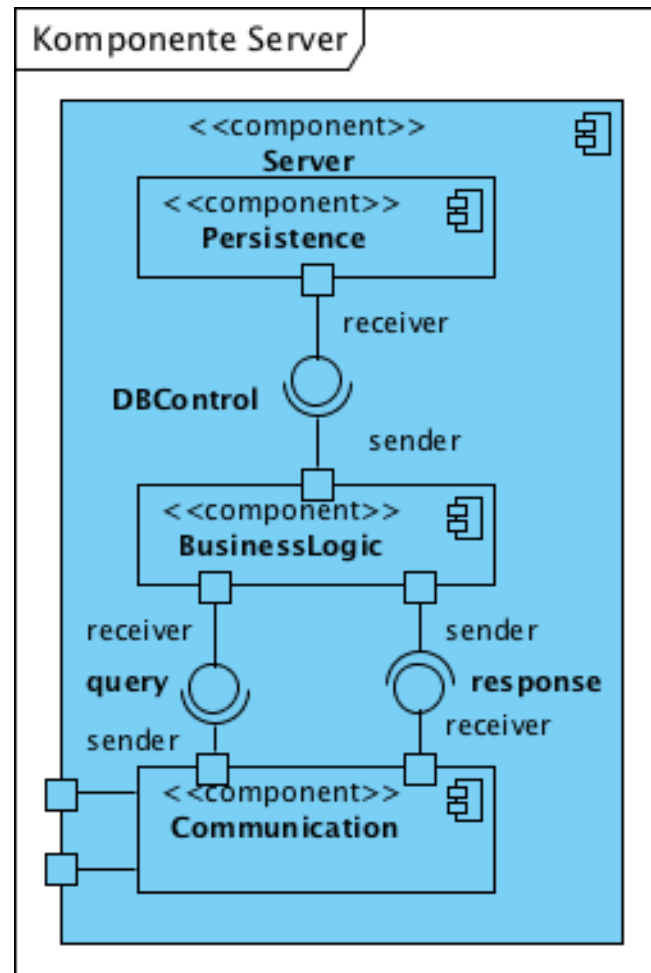 Komponente Server
<<component>>
Server
<<component>>
Persistence
receiver
DBControl
sender
<<component>>
BusinessLogic
receiver
sender
query
response
sender
receiver
<<component>>
Communication